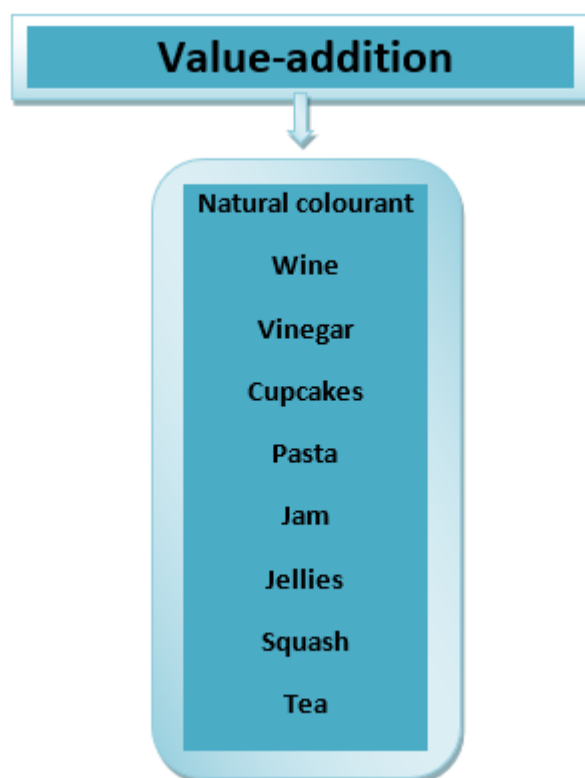 Value-addition
Natural colourant
Wine
Vinegar
Cupcakes
Pasta
Jam
Jellies
Squash
Tea